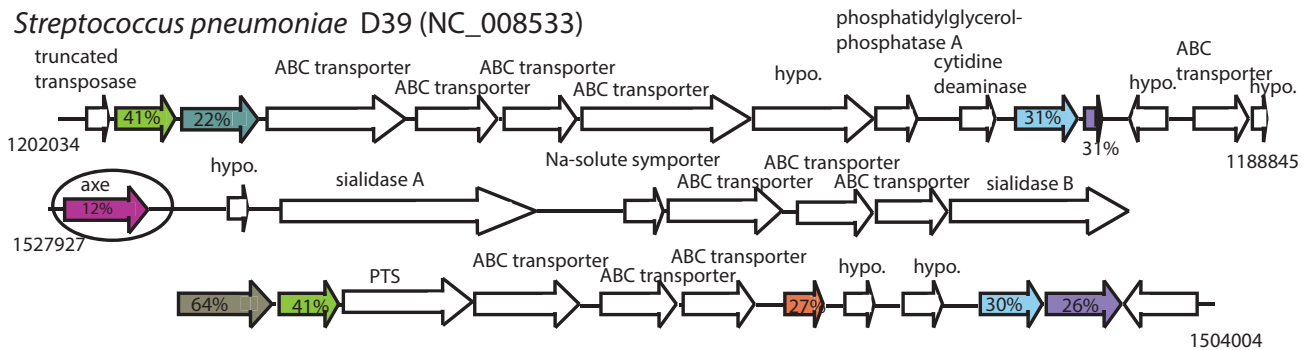 Streptococcus pneumoniae D39 (NC_008533)
phosphatidylglycerol-
phosphatase A
truncated
transposase
ABC transporter
ABC transporter
ABC transporter
ABC transporter
hypo.
cytidine
deaminase
hypo.
ABC
transporter
hypo.
41%
22%
31%
31%
1202034
1188845
axe
12%
hypo.
sialidase A
Na-solute symporter
ABC transporter
ABC transporter
ABC transporter
sialidase B
1527927
64%
41%
PTS
ABC transporter
ABC transporter
ABC transporter
27%
hypo.
hypo.
30%
26%
1504004